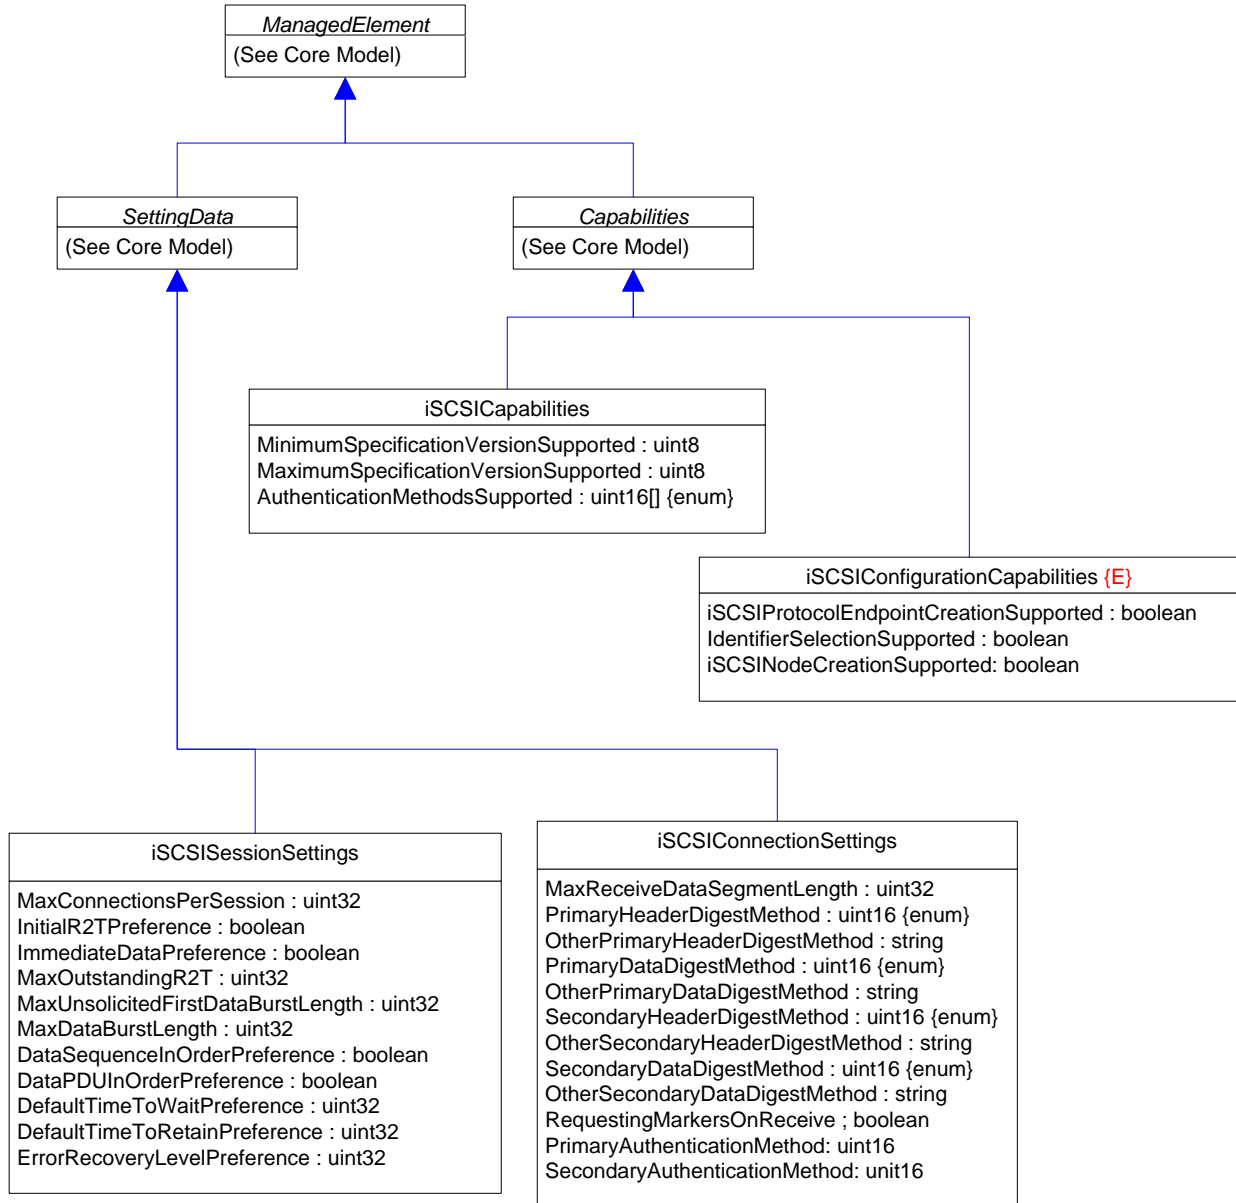 ManagedElement
(See Core Model)
SettingData
(See Core Model)
Capabilities
(See Core Model)
iSCSICapabilities
MinimumSpecificationVersionSupported : uint8
MaximumSpecificationVersionSupported : uint8
AuthenticationMethodsSupported : uint16[] {enum}
iSCSIConfigurationCapabilities {E}
iSCSIProtocolEndpointCreationSupported : boolean
IdentifierSelectionSupported : boolean
iSCSINodeCreationSupported: boolean
iSCSISessionSettings
MaxConnectionsPerSession : uint32
InitialR2TPreference : boolean
ImmediateDataPreference : boolean
MaxOutstandingR2T : uint32
MaxUnsolicitedFirstDataBurstLength : uint32
MaxDataBurstLength : uint32
DataSequenceInOrderPreference : boolean
DataPDUInOrderPreference : boolean
DefaultTimeToWaitPreference : uint32
DefaultTimeToRetainPreference : uint32
ErrorRecoveryLevelPreference : uint32
iSCSIConnectionSettings
MaxReceiveDataSegmentLength : uint32
PrimaryHeaderDigestMethod : uint16 {enum}
OtherPrimaryHeaderDigestMethod : string
PrimaryDataDigestMethod : uint16 {enum}
OtherPrimaryDataDigestMethod : string
SecondaryHeaderDigestMethod : uint16 {enum}
OtherSecondaryHeaderDigestMethod : string
SecondaryDataDigestMethod : uint16 {enum}
OtherSecondaryDataDigestMethod : string
RequestingMarkersOnReceive ; boolean
PrimaryAuthenticationMethod: uint16
SecondaryAuthenticationMethod: unit16